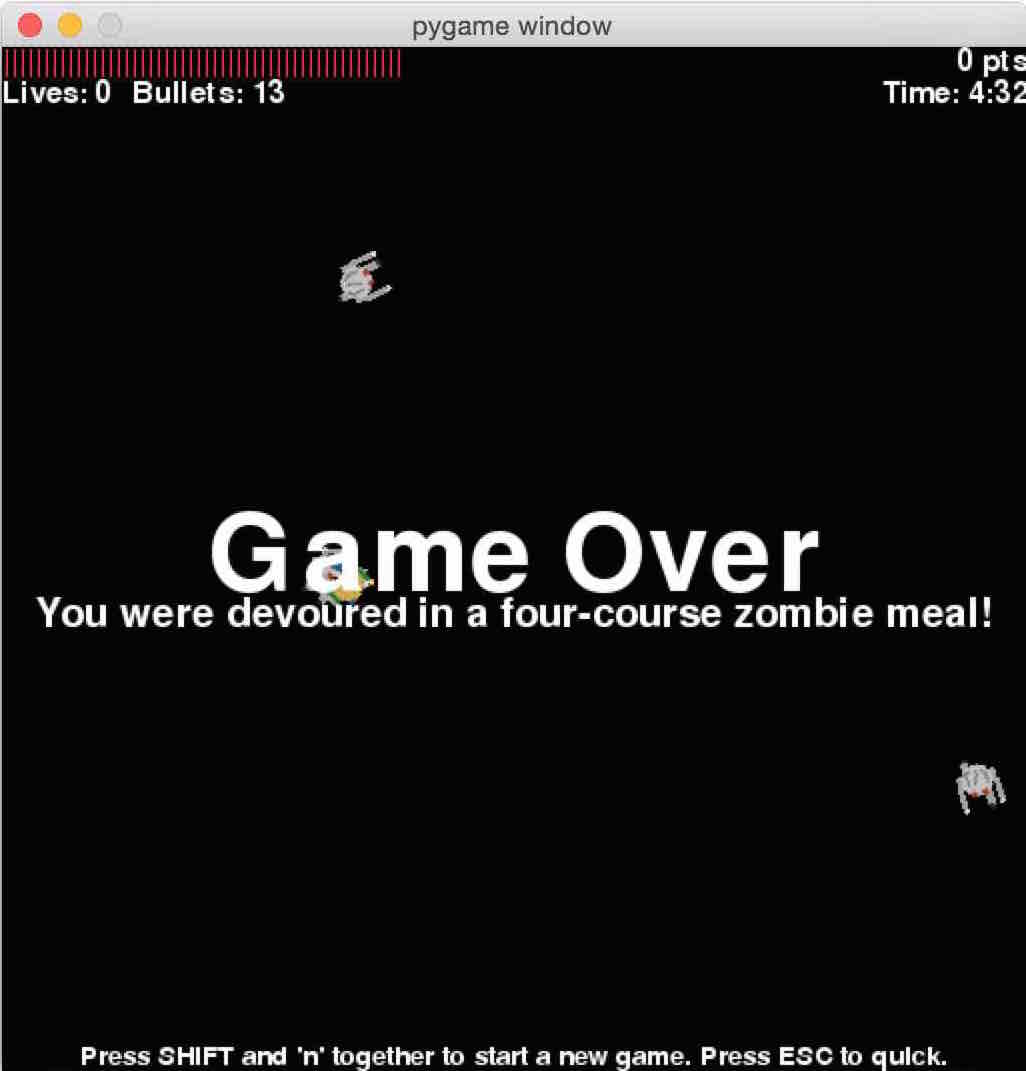 pygame window
0 pts
Lives: 0 Bullets: 13
Time: 4:32
Game Over
You were devoured in a four-course zombie meal!
Press SHIFT and 'n' together to start a new game. Press ESC to quick.